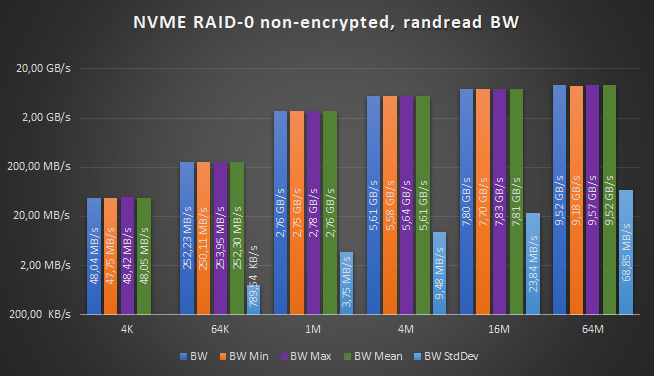 NVME RAID-0 non-encrypted, randread BW
20,00 GB/s
2,00 GB/s
200,00 MB/s
20,00 MB/s
2,00 MB/s
200,00 KB/s
48,04 MB/s
47,75 MB/s
48,42 MB/s
48,05 MB/s
252,23 MB/s
250,11 MB/s
253,95 MB/s
252,30 MB/s
789,54 KB/s
2,76 GB/s
2,75 GB/s
2,78 GB/s
2,76 GB/s
3,75 MB/s
5,61 GB/s
5,58 GB/s
5,64 GB/s
5,61 GB/s
9,48 MB/s
7,80 GB/s
7,70 GB/s
7,83 GB/s
7,81 GB/s
23,84 MB/s
9,52 GB/s
9,18 GB/s
9,57 GB/s
9,52 GB/s
68,85 MB/s
4K 64K 1M 4M 16M 64M
BW BW Min BW Max BW Mean BW StdDev